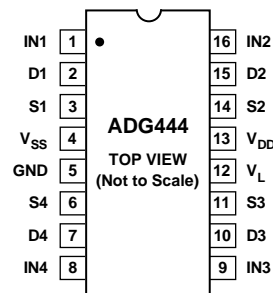 IN1 1 16 IN2
D1 2 15 D2
S1 3 14 S2
VSS 4 ADG444 13 VDD
GND 5 TOP VIEW 12 VL
(Not to Scale)
S4 6 11 S3
D4 7 10 D3
IN4 8 9 IN3